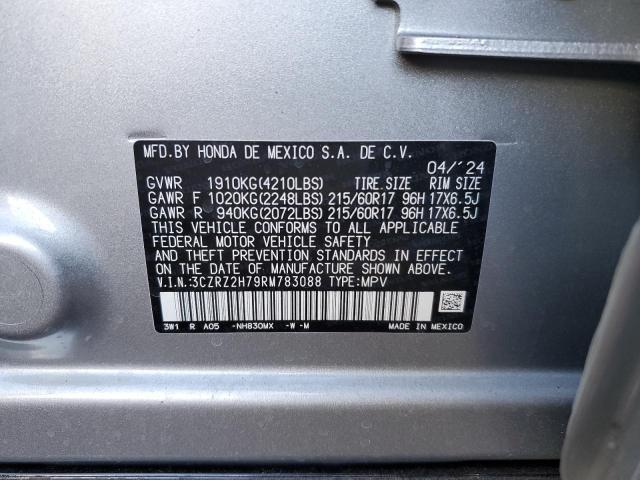 MFD.BY HONDA DE MEXICO S.A. DE C.V.
04/´24
GVWR 1910KG(4210LBS) TIRE.SIZE RIM SIZE
GAWR F 1020KG(2248LBS) 215/60R17 96H 17X6.5J
GAWR R 940KG(2072LBS) 215/60R17 96H 17X6.5J
THIS VEHICLE CONFORMS TO ALL APPLICABLE
FEDERAL MOTOR VEHICLE SAFETY
AND THEFT PREVENTION STANDARDS IN EFFECT
ON THE DATE OF MANUFACTURE SHOWN ABOVE.
V.I.N.:3CZRZ2H79RM783088 TYPE:MPV
3W1 R A05 -NH830MX -W-M MADE IN MEXICO